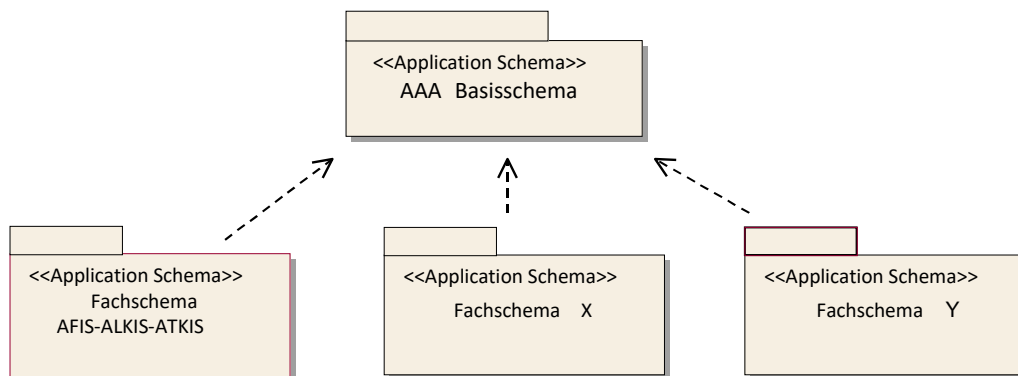 <<Application Schema>>
AAA Basisschema
<<Application Schema>>
Fachschema
AFIS-ALKIS-ATKIS
<<Application Schema>>
Fachschema X
<<Application Schema>>
Fachschema Y